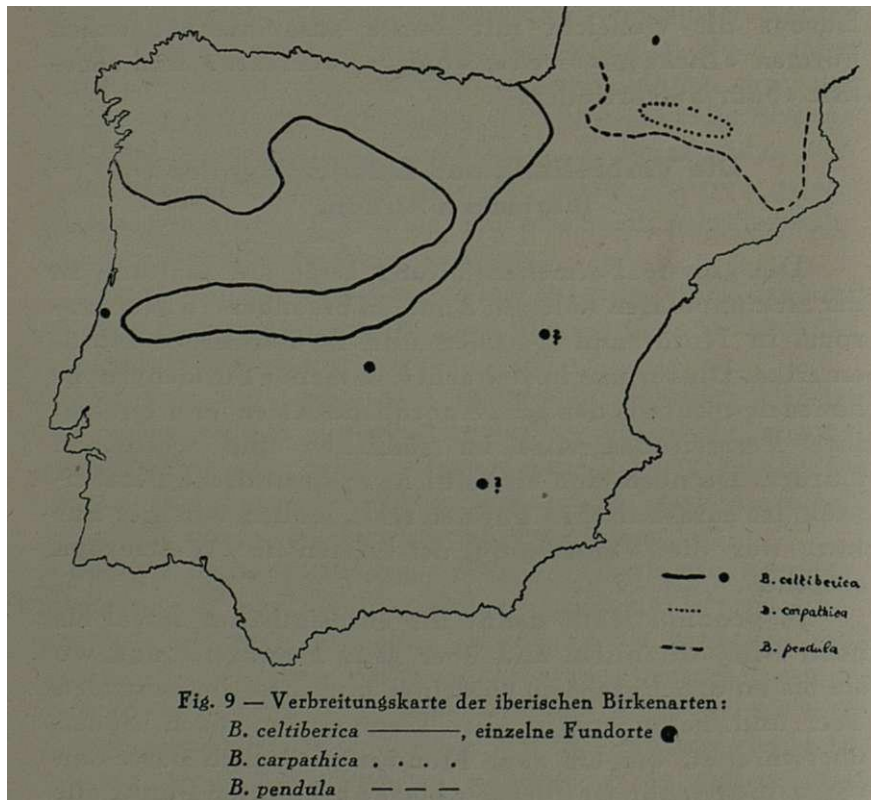 ?
?
B. celtiberica
B. carpathica
B. pendula
Fig. 9 — Verbreitungskarte der iberischen Birkenarten:
B. celtiberica ————, einzelne Fundorte ●
B. carpathica . . . .
B. pendula — — — —